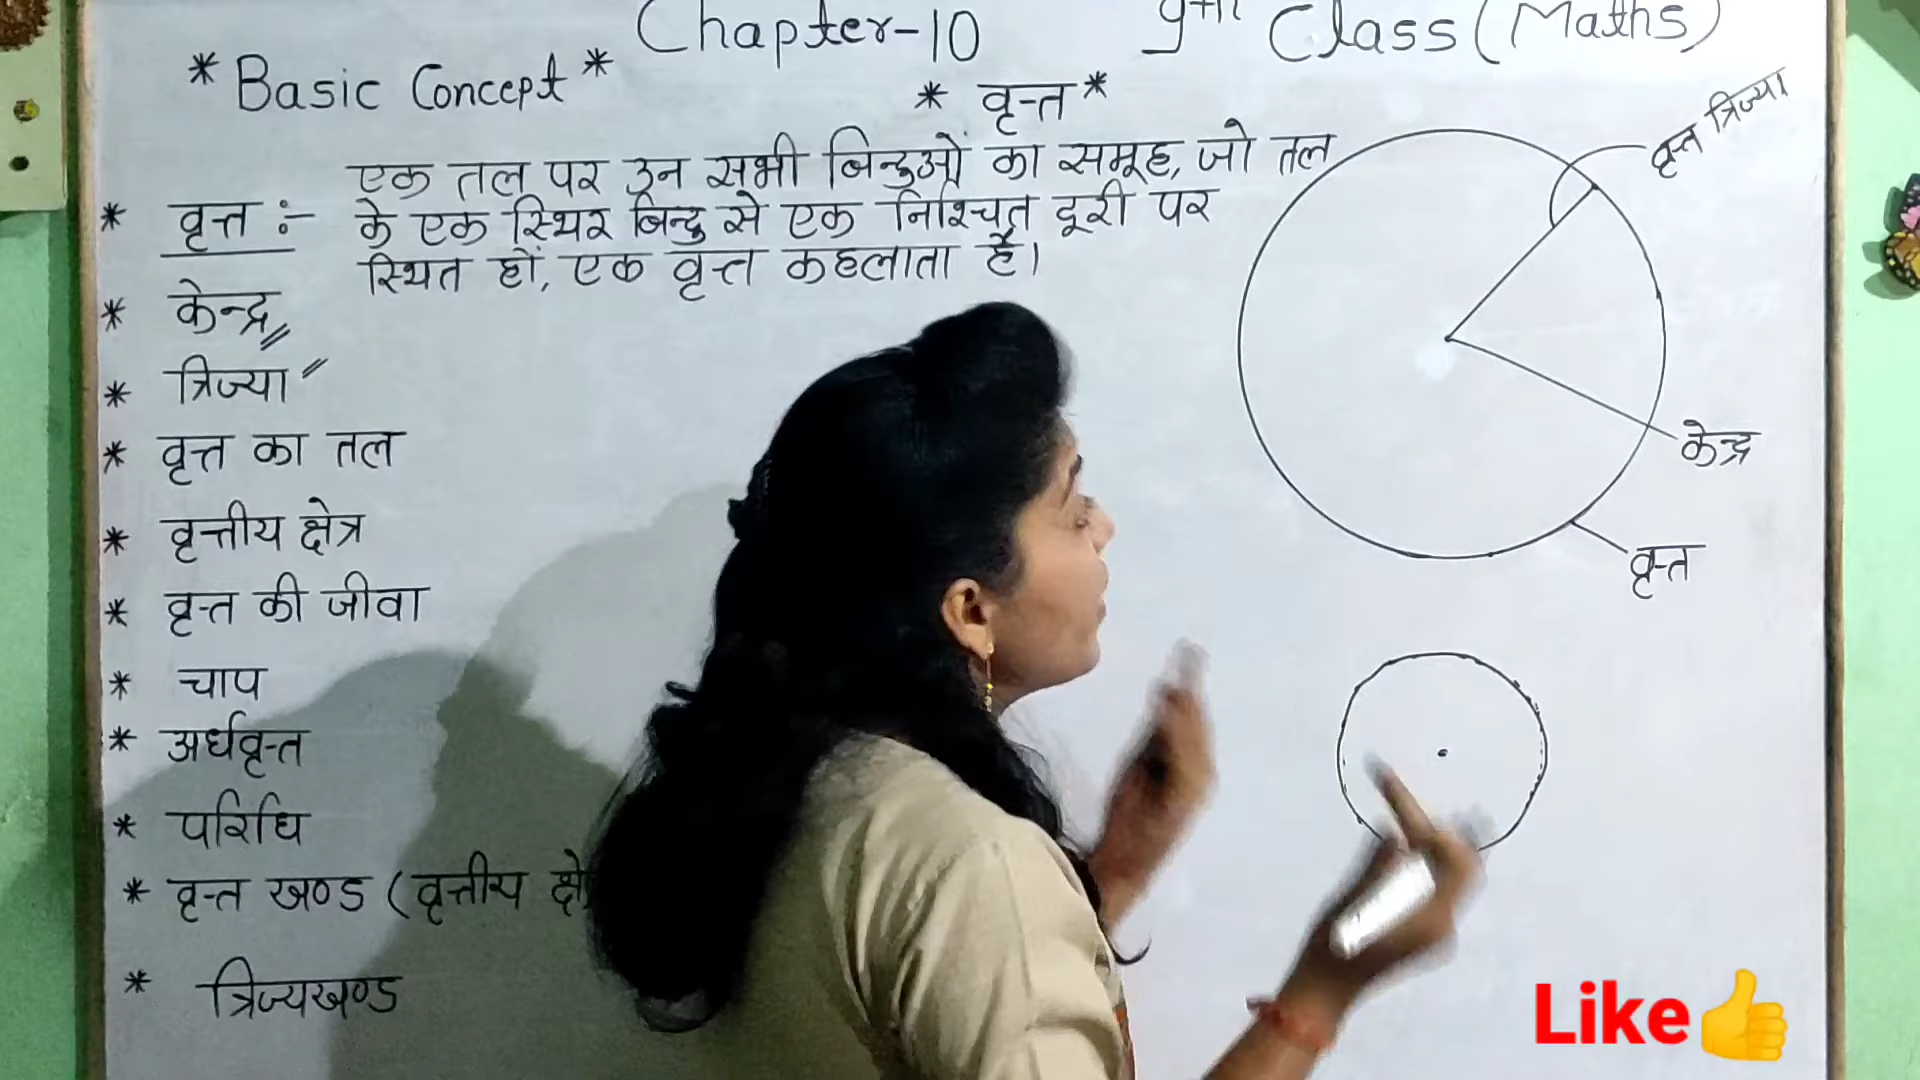 Chapter-10 9th Class (Maths)
* Basic Concept *
* वृत्त *
एक तल पर उन सभी बिन्दुओं का समूह, जो तल
* वृत्त :- के एक स्थिर बिन्दु से एक निश्चित दूरी पर
स्थित हों, एक वृत्त कहलाता है।
* केन्द्र
* त्रिज्या
* वृत्त का तल
* वृत्तीय क्षेत्र
* वृत्त की जीवा
* चाप
* अर्धवृत्त
* परिधि
* वृत्त खण्ड (वृत्तीय
* त्रिज्यखण्ड
वृत्त त्रिज्या
केन्द्र
वृत्त
Like